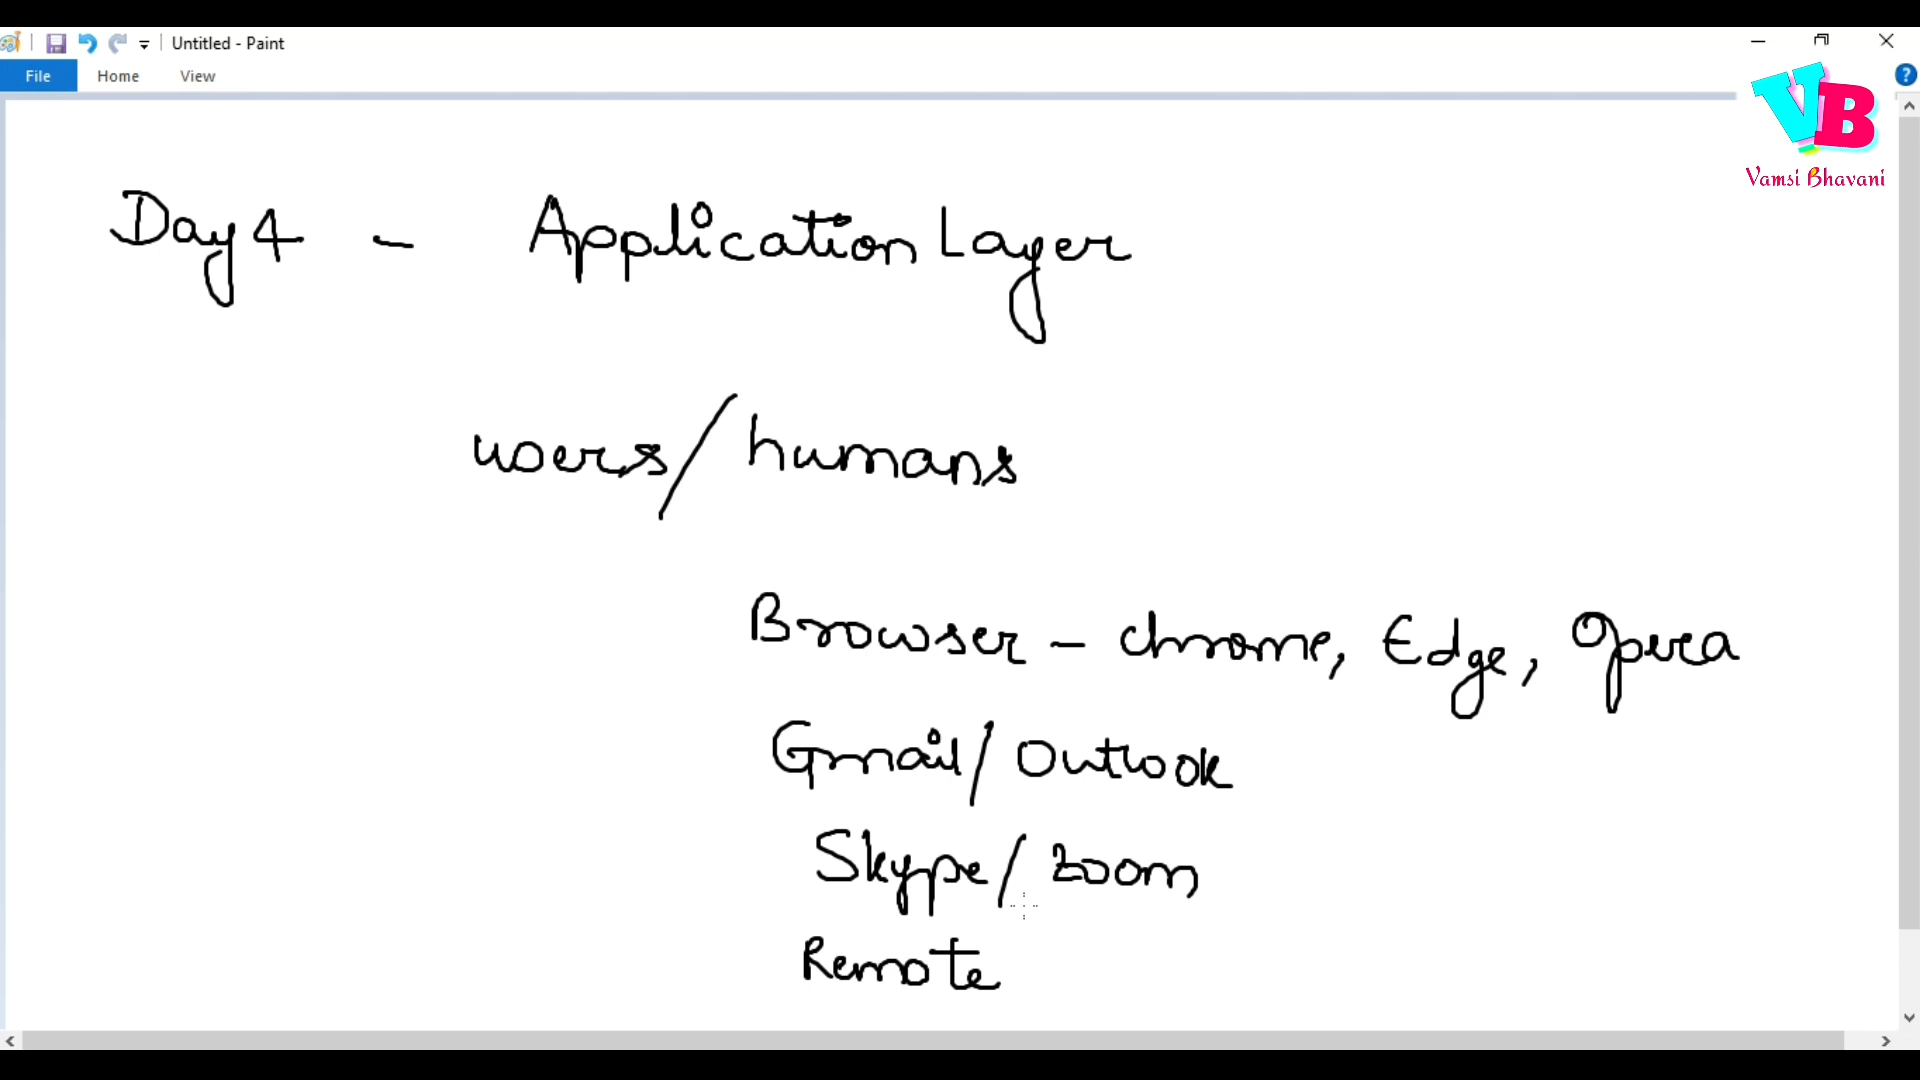 Untitled - Paint
File Home View
VB
Vamsi Bhavani
Day 4 - Application Layer
users/humans
Browser - chrome, Edge, Opera
Gmail/Outlook
Skype/zoom
Remote